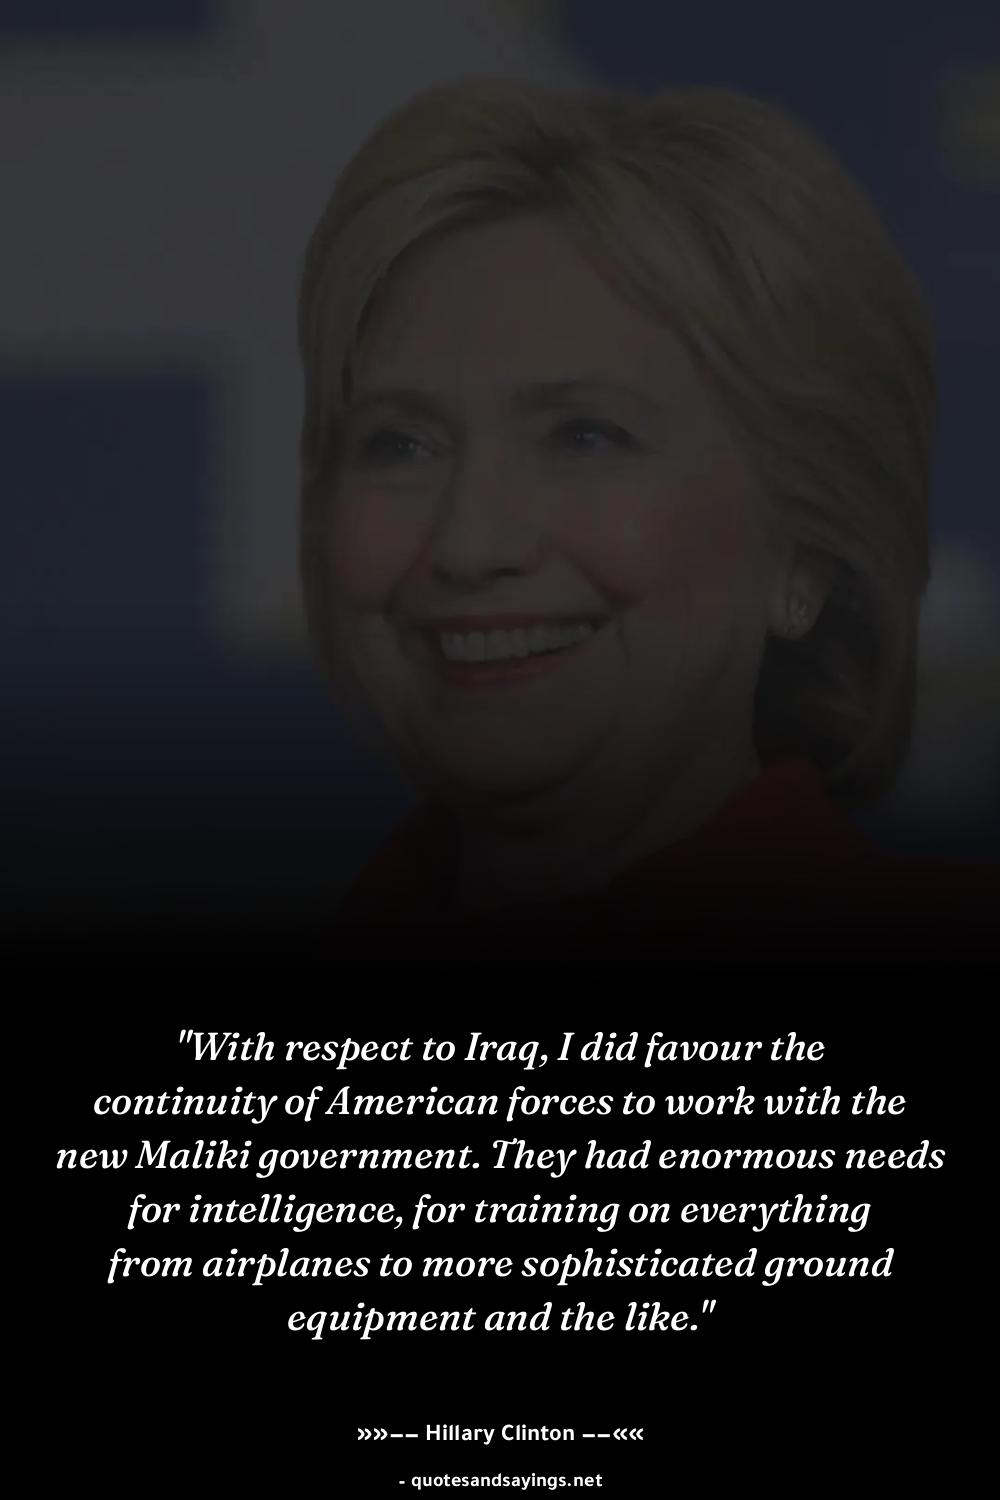 "With respect to Iraq, I did favour the
continuity of American forces to work with the
new Maliki government. They had enormous needs
for intelligence, for training on everything
from airplanes to more sophisticated ground
equipment and the like."
»»−− Hillary Clinton −−««
- quotesandsayings.net